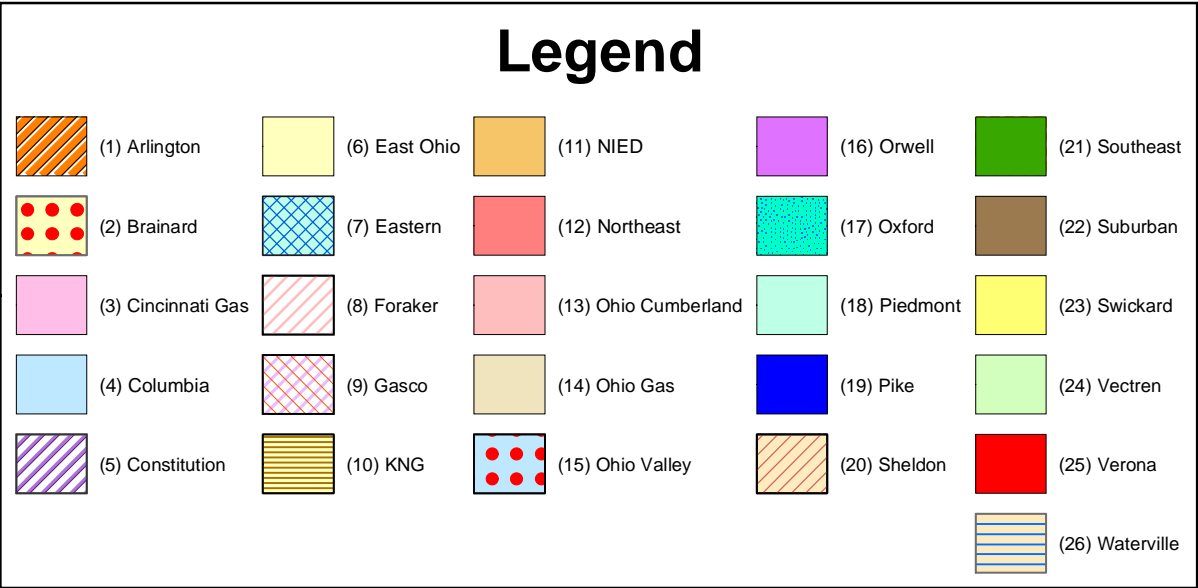 Legend
(1) Arlington
(2) Brainard
(3) Cincinnati Gas
(4) Columbia
(5) Constitution
(6) East Ohio
(7) Eastern
(8) Foraker
(9) Gasco
(10) KNG
(11) NIED
(12) Northeast
(13) Ohio Cumberland
(14) Ohio Gas
(15) Ohio Valley
(16) Orwell
(17) Oxford
(18) Piedmont
(19) Pike
(20) Sheldon
(21) Southeast
(22) Suburban
(23) Swickard
(24) Vectren
(25) Verona
(26) Waterville